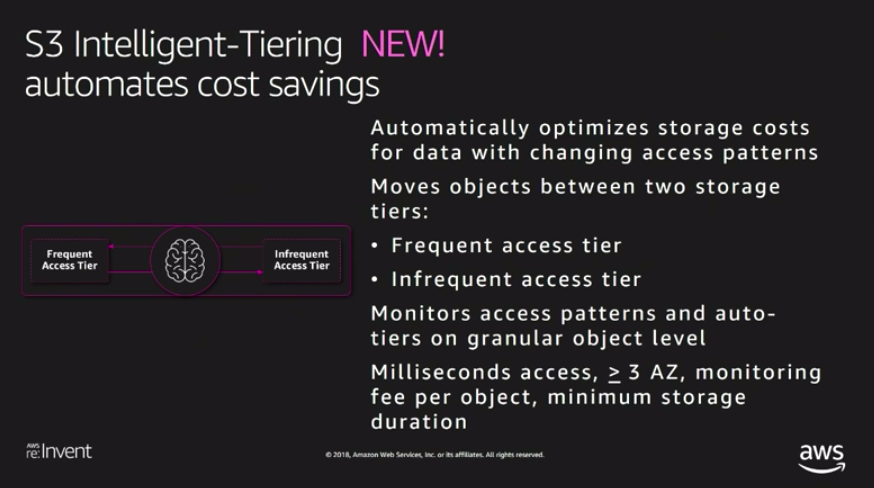 S3 Intelligent-Tiering NEW!
automates cost savings
Automatically optimizes storage costs
for data with changing access patterns
Moves objects between two storage
tiers:
• Frequent access tier
• Infrequent access tier
Monitors access patterns and auto-
tiers on granular object level
Milliseconds access, ≥ 3 AZ, monitoring
fee per object, minimum storage
duration
Frequent
Access Tier
Infrequent
Access Tier
AWS
re:Invent
© 2018, Amazon Web Services, Inc. or its affiliates. All rights reserved.
aws